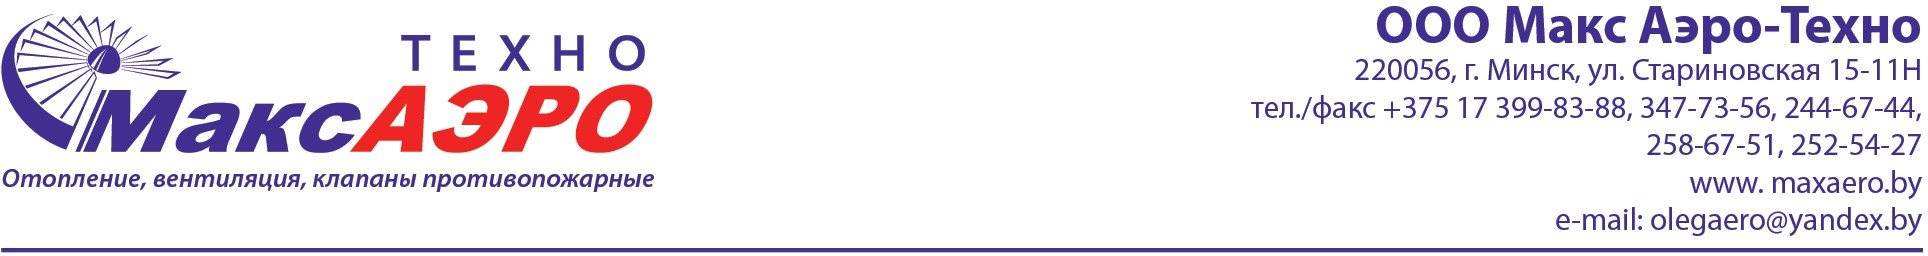 ТЕХНО
МаксАЭРО
Отопление, вентиляция, клапаны противопожарные
ООО Макс Аэро-Техно
220056, г. Минск, ул. Стариновская 15-11Н
тел./факс +375 17 399-83-88, 347-73-56, 244-67-44,
258-67-51, 252-54-27
www. maxaero.by
e-mail: olegaero@yandex.by